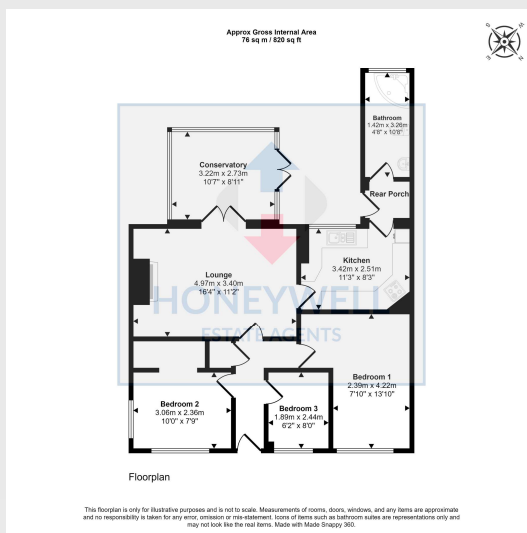 Approx Gross Internal Area
76 sq m / 820 sq ft
Bathroom
1.42m x 3.26m
4'8" x 10'8"
Conservatory
3.22m x 2.73m
10'7" x 8'11"
Rear Porch
Kitchen
3.42m x 2.51m
11'3" x 8'3"
Lounge
4.97m x 3.40m
16'4" x 11'2"
HONEYWELL
ESTATE AGENTS
Bedroom 1
2.39m x 4.22m
7'10" x 13'10"
Bedroom 2
3.06m x 2.36m
10'0" x 7'9"
Bedroom 3
1.89m x 2.44m
6'2" x 8'0"
Floorplan
This floorplan is only for illustrative purposes and is not to scale. Measurements of rooms, doors, windows, and any items are approximate
and no responsibility is taken for any error, omission or mis-statement. Icons of items such as bathroom suites are representations only and
may not look like the real items. Made with Made Snappy 360.